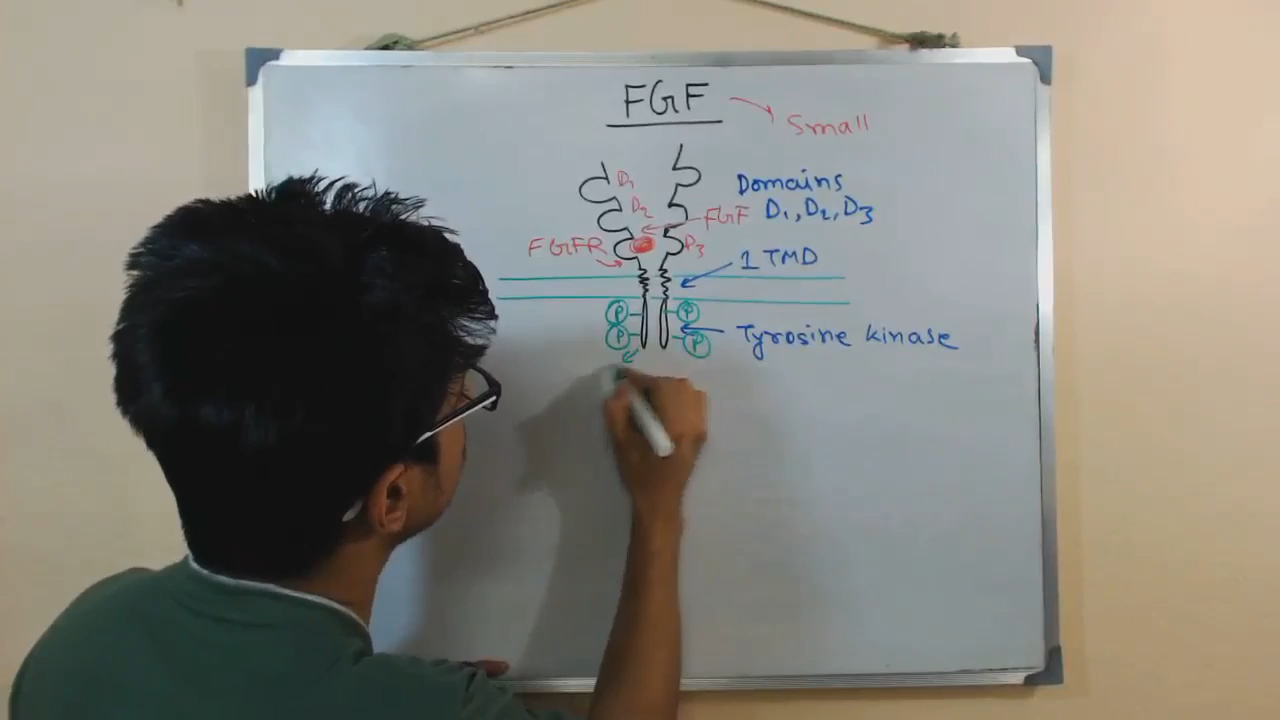 FGF
Small
D1
D2
Domains
D1, D2, D3
FGF
FGFR
D3
1 TMD
P
P
P
P
Tyrosine kinase